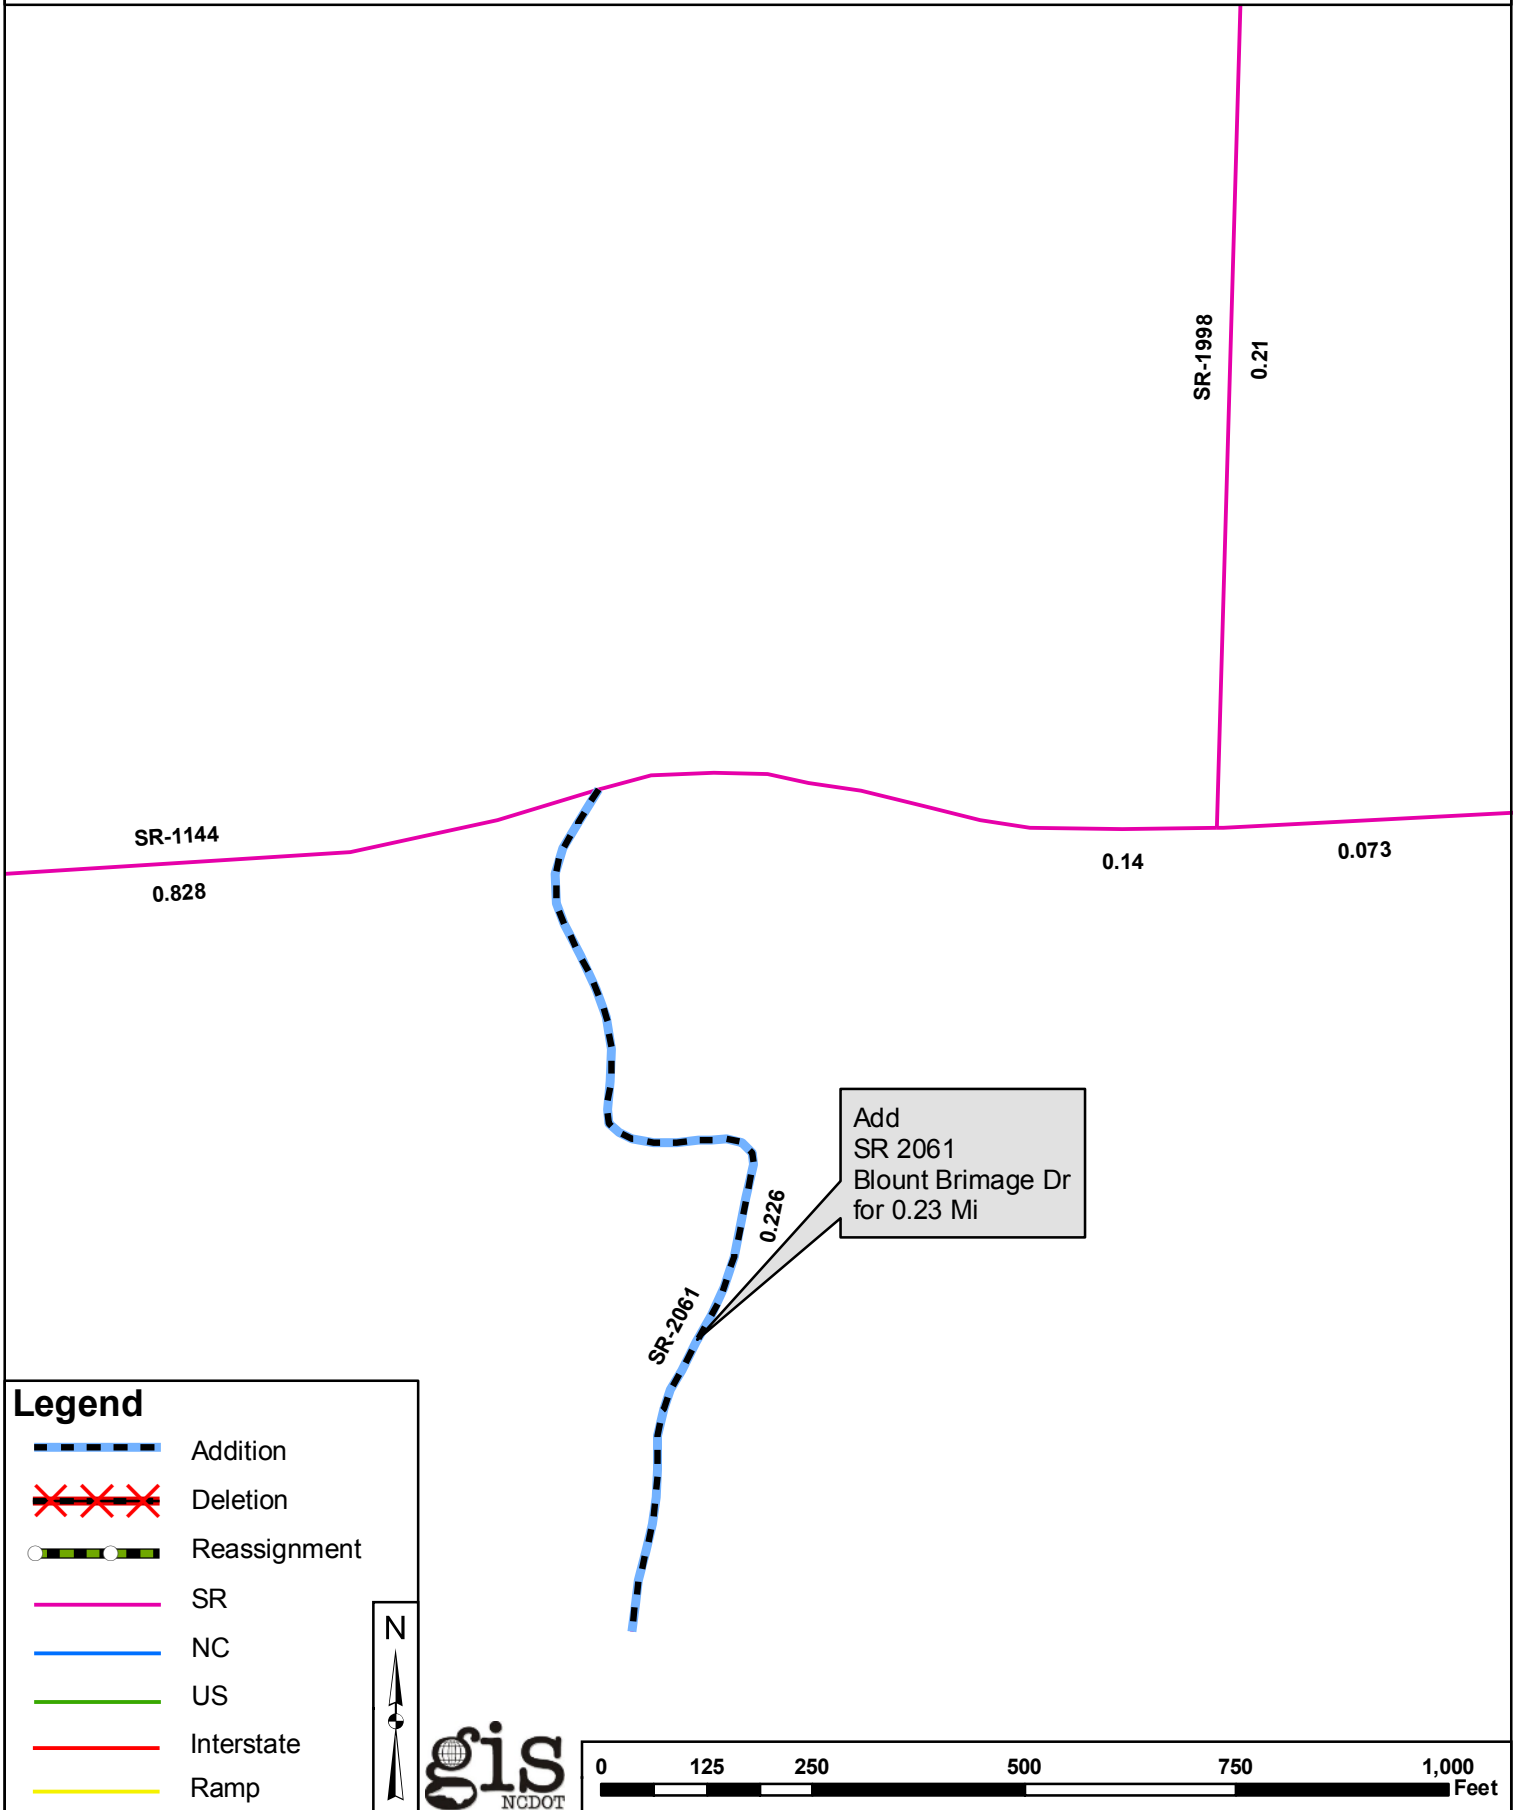 SR-1998
0.21
SR-1144
0.828
0.14
0.073
Add
SR 2061
Blount Brimage Dr
for 0.23 Mi
0.226
SR-2061
Legend
Addition
Deletion
Reassignment
SR
NC
US
Interstate
Ramp
N
gis
NCDOT
0 125 250 500 750 1,000
Feet